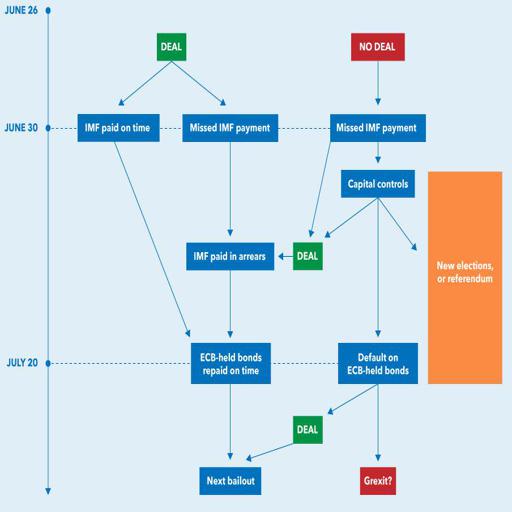 JUNE 26
DEAL
NO DEAL
JUNE 30
IMF paid on time
Missed IMF payment
Missed IMF payment
Capital controls
New elections,
or referendum
IMF paid in arrears
DEAL
JULY 20
ECB-held bonds
repaid on time
Default on
ECB-held bonds
DEAL
Next bailout
Grexit?